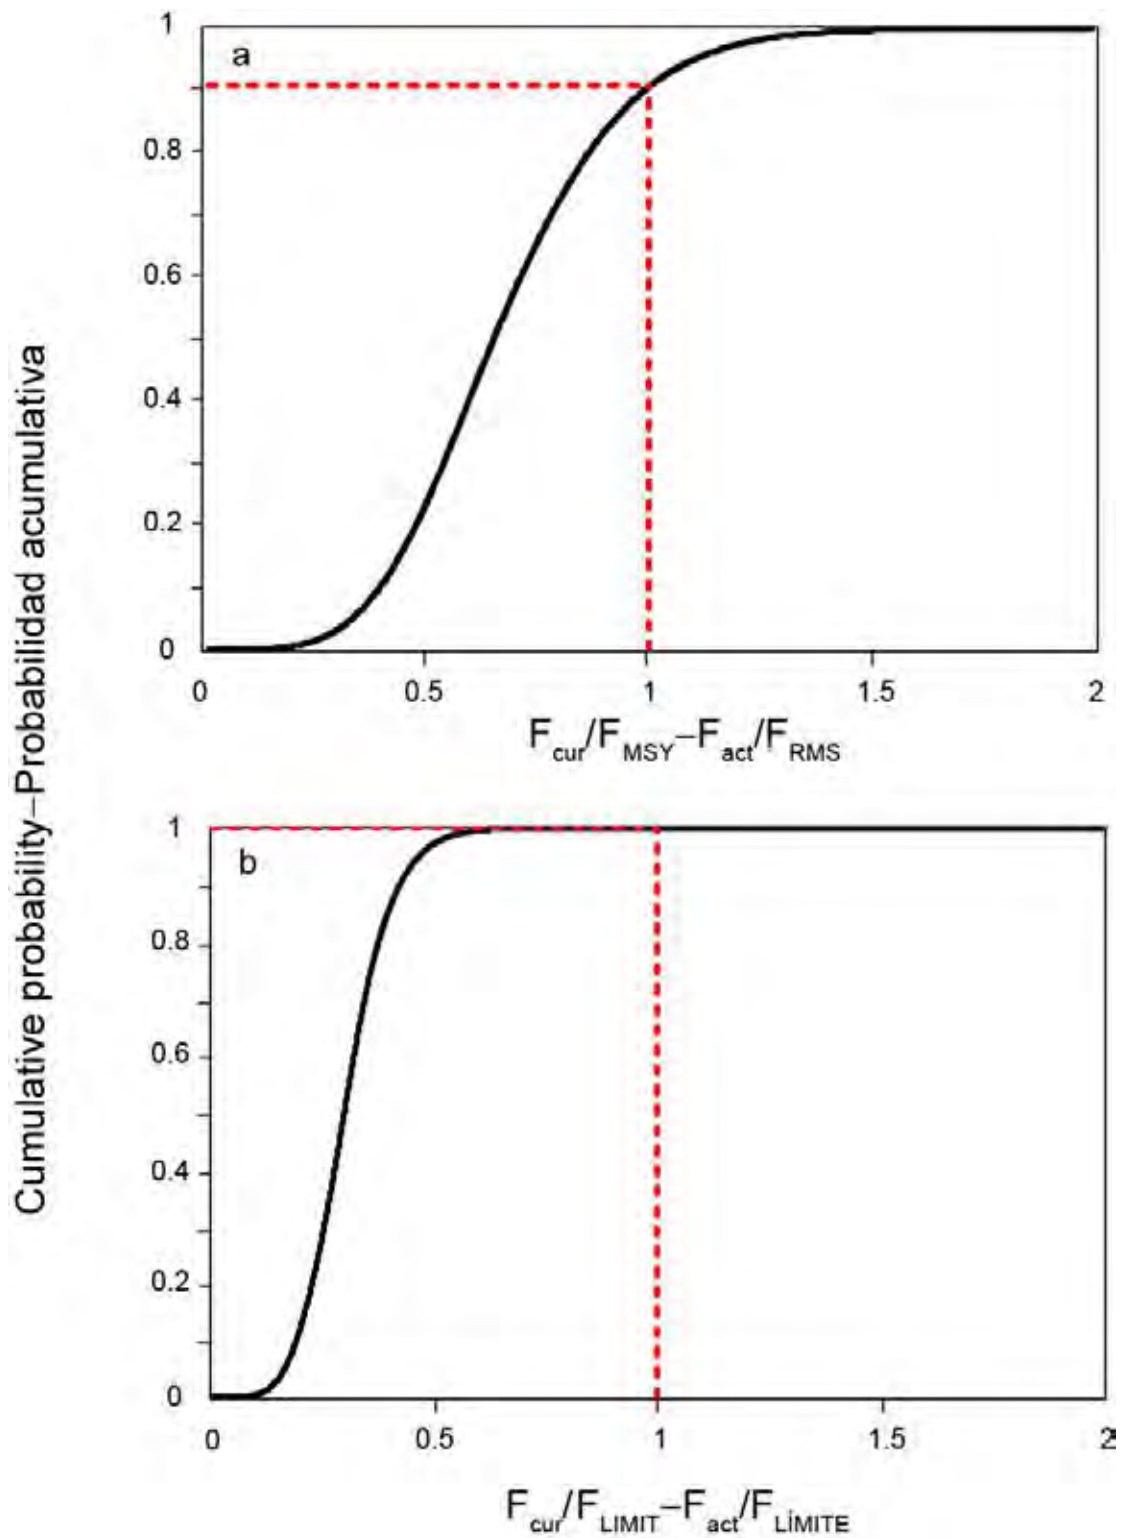 Cumulative probability–Probabilidad acumulativa
a
1
0.8
0.6
0.4
0.2
0
0 0.5 1 1.5 2
Fcur/FMSY–Fact/FRMS
b
1
0.8
0.6
0.4
0.2
0
0 0.5 1 1.5 2
Fcur/FLIMIT–Fact/FLÍMITE